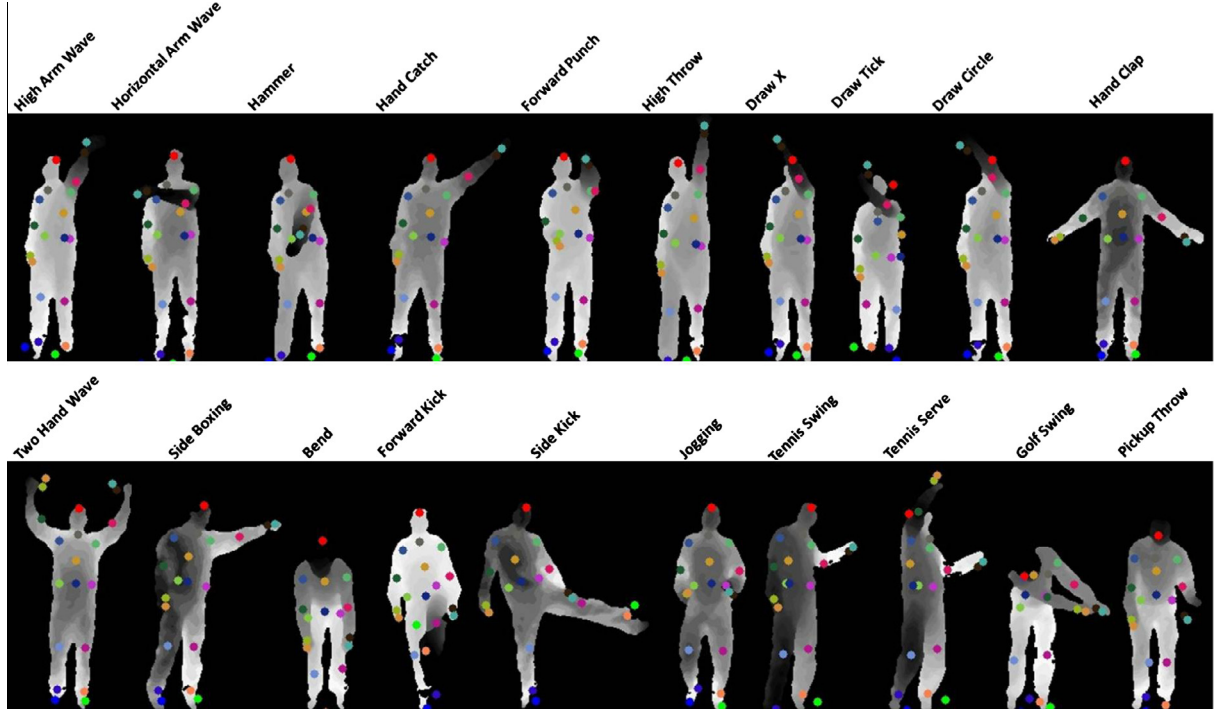 High Arm Wave
Horizontal Arm Wave
Hammer
Hand Catch
Forward Punch
High Throw
Draw X
Draw Tick
Draw Circle
Hand Clap
Two Hand Wave
Side Boxing
Bend
Forward Kick
Side Kick
Jogging
Tennis Swing
Tennis Serve
Golf Swing
Pickup Throw